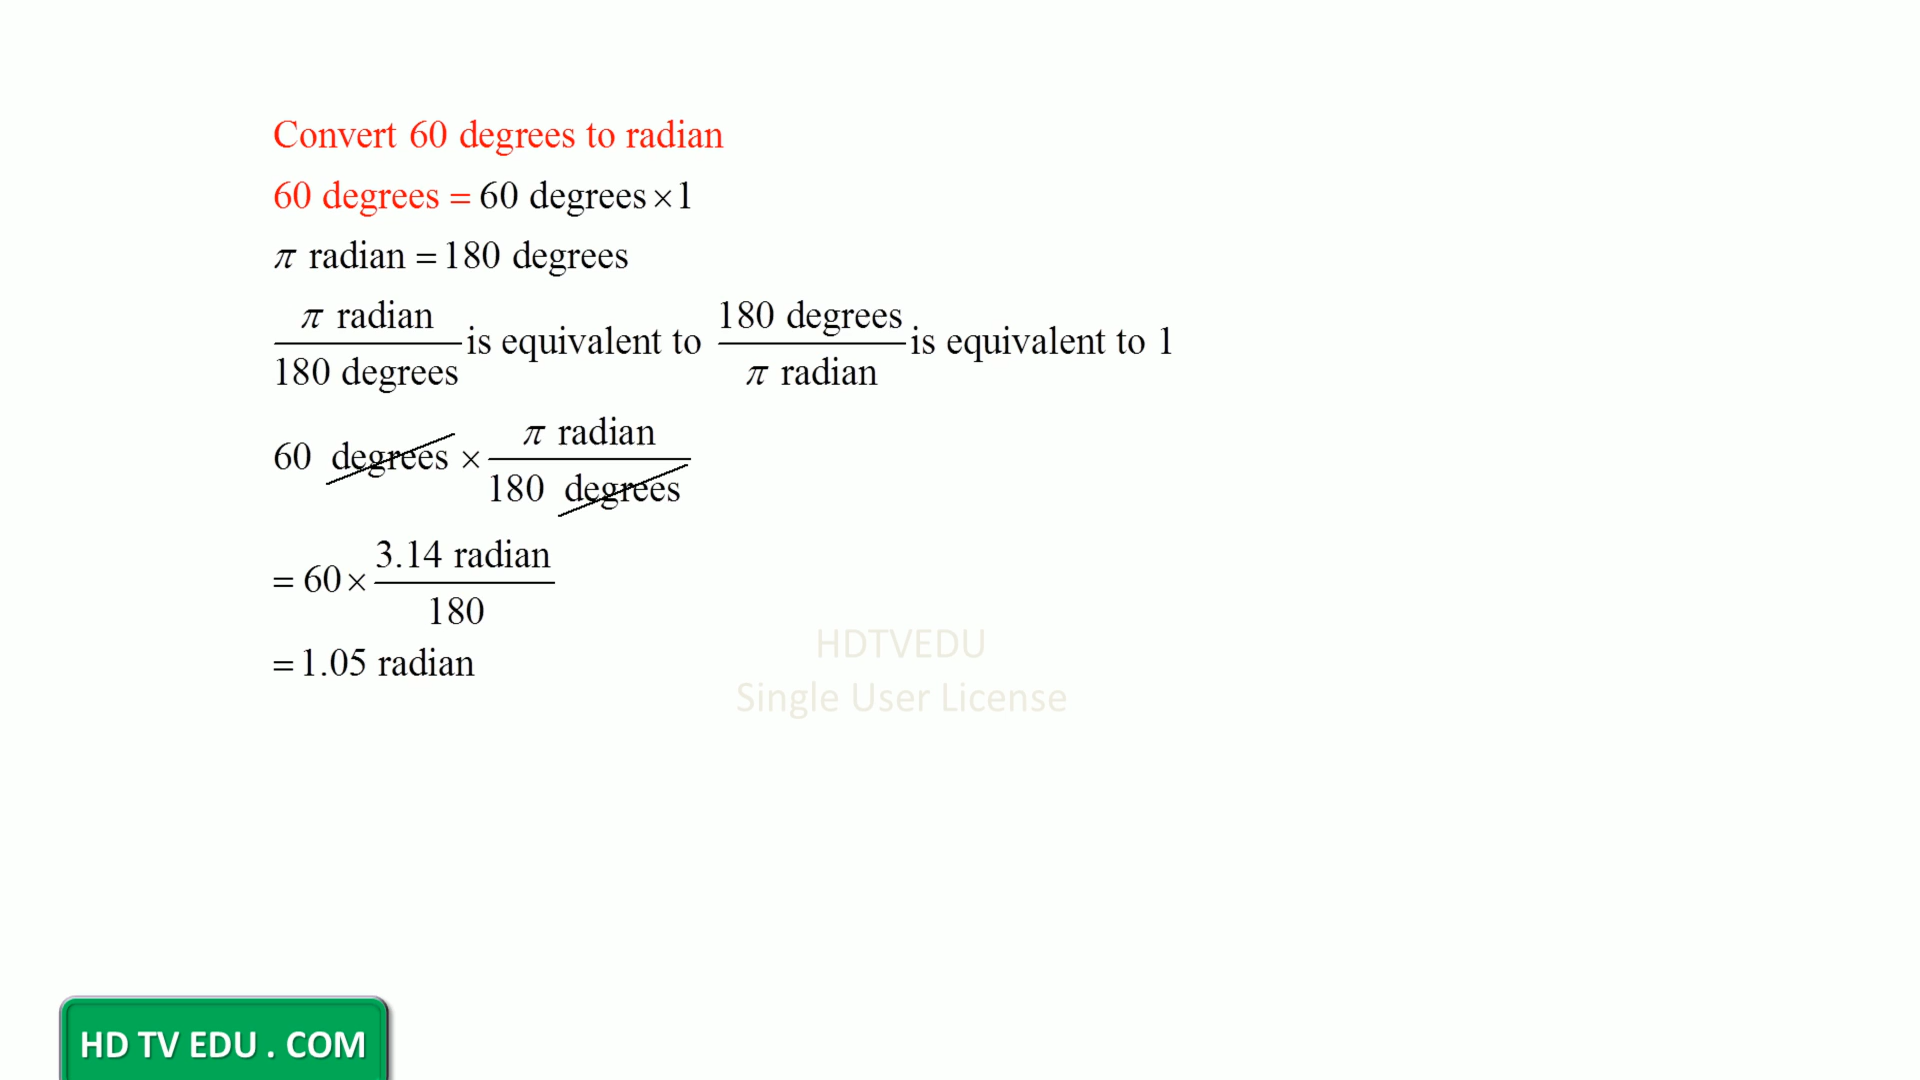 Convert 60 degrees to radian
60 degrees = 60 degrees × 1
π radian = 180 degrees
π radian / 180 degrees is equivalent to 180 degrees / π radian is equivalent to 1
60 degrees × π radian / 180 degrees
= 60 × 3.14 radian / 180
= 1.05 radian
HDTVEDU
Single User License
HD TV EDU . COM